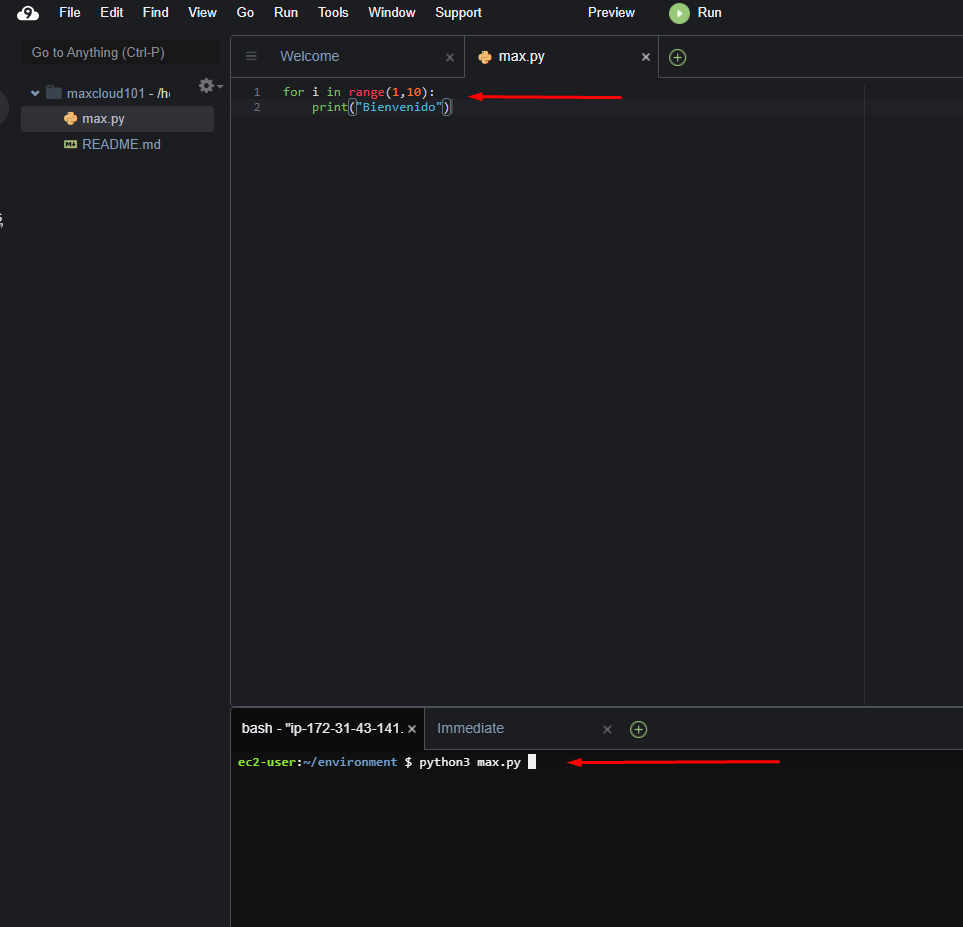 9 File Edit Find View Go Run Tools Window Support Preview Run
Go to Anything (Ctrl-P)
Welcome
max.py
maxcloud101 - /h
max.py
README.md
1 for i in range(1,10):
2 print("Bienvenido")
bash - "ip-172-31-43-141.
Immediate
ec2-user:~/environment $ python3 max.py